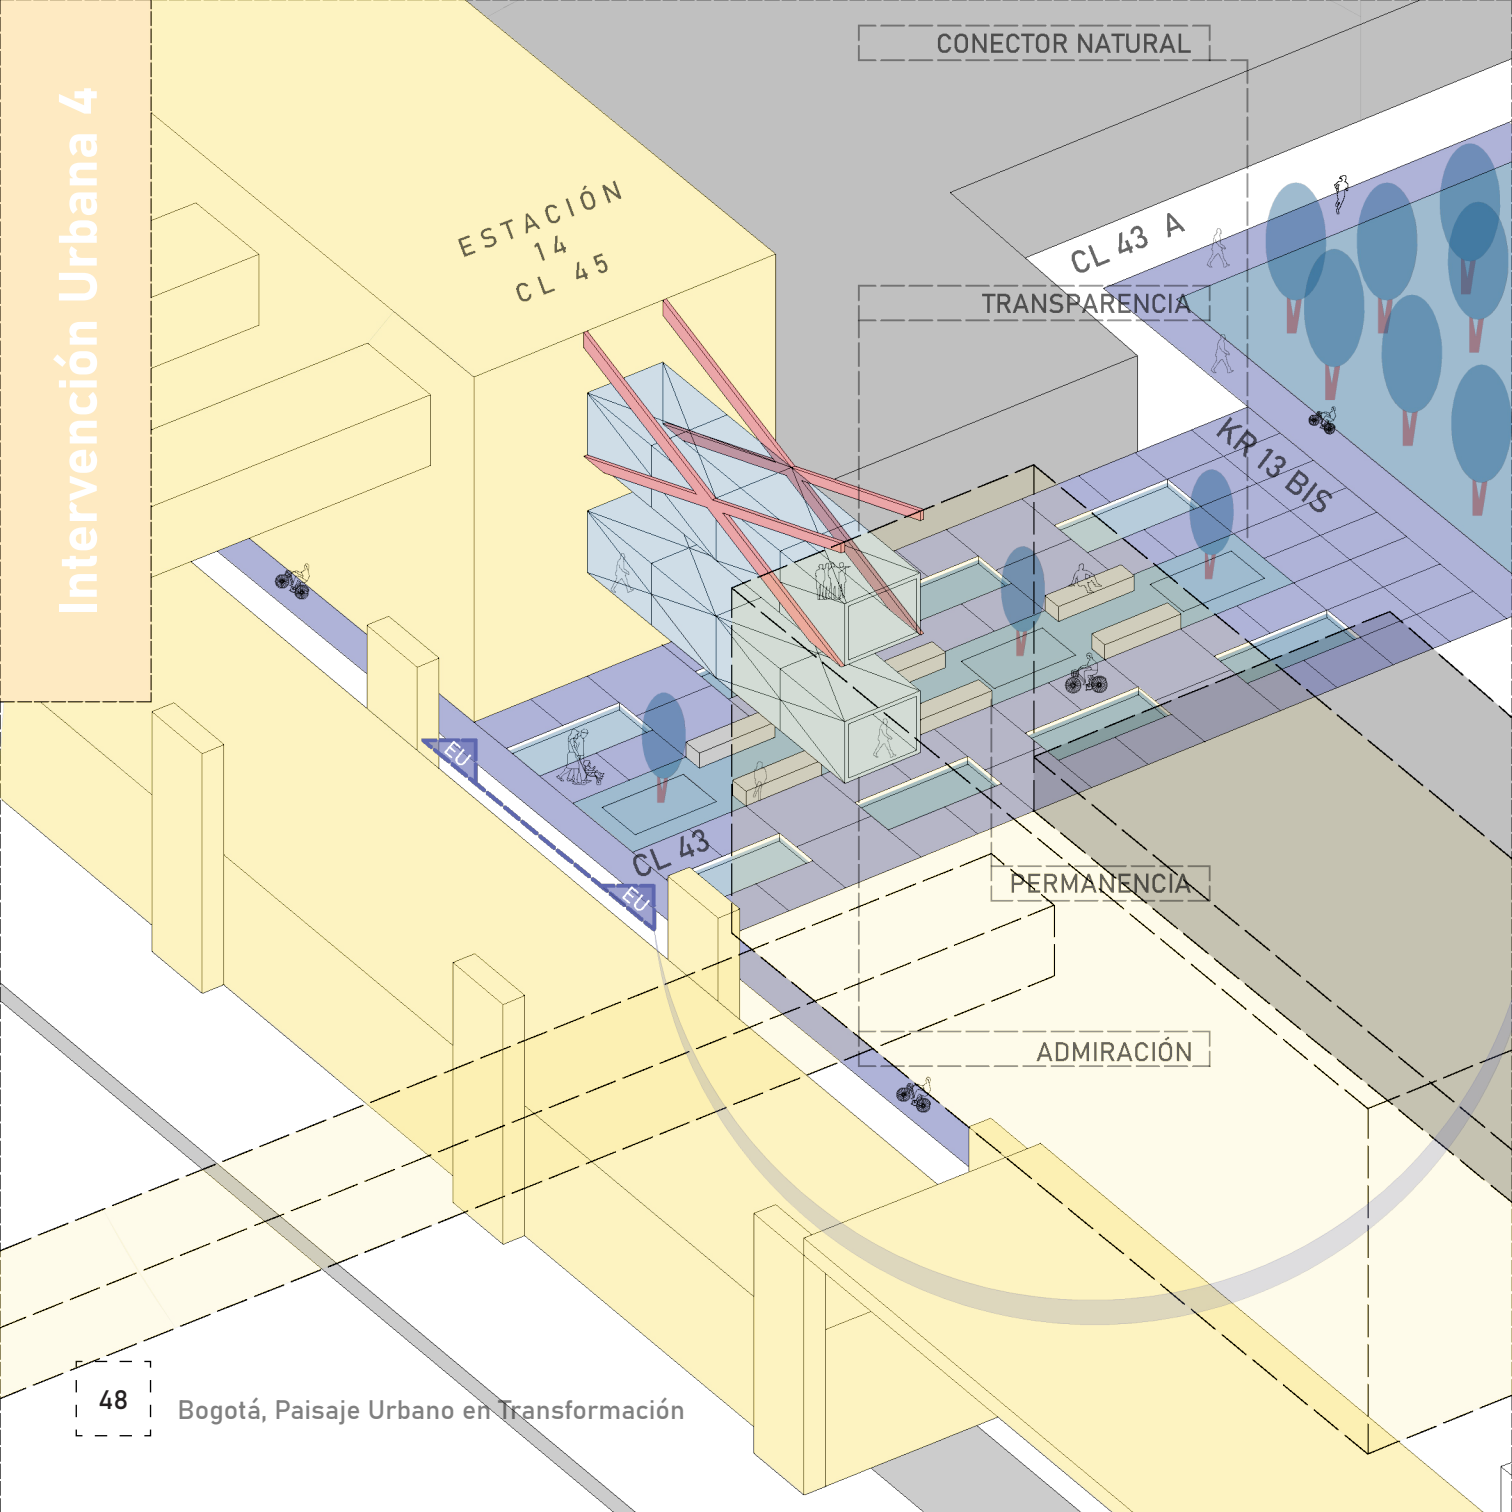 Intervención Urbana 4
CONECTOR NATURAL
ESTACIÓN
14
CL 45
CL 43 A
TRANSPARENCIA
KR 13 BIS
EU
EU
CL 43
PERMANENCIA
ADMIRACIÓN
48
Bogotá, Paisaje Urbano en Transformación